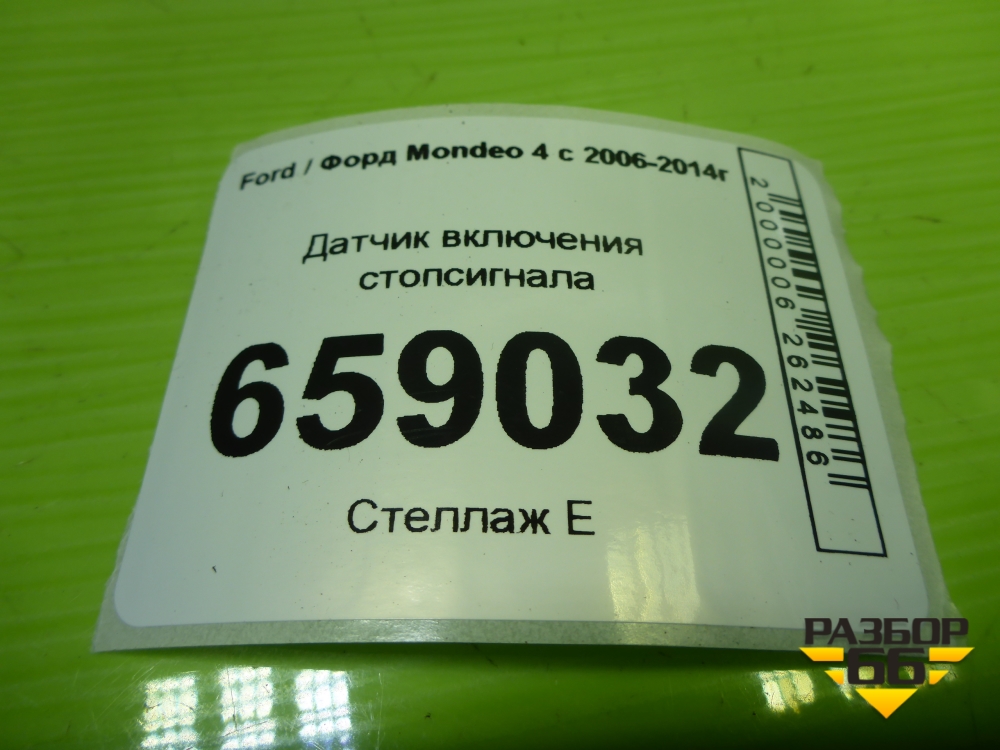 Ford / Форд Mondeo 4 с 2006-2014г
Датчик включения
стопсигнала
659032
Стеллаж Е
2000006262486
РАЗБОР
66